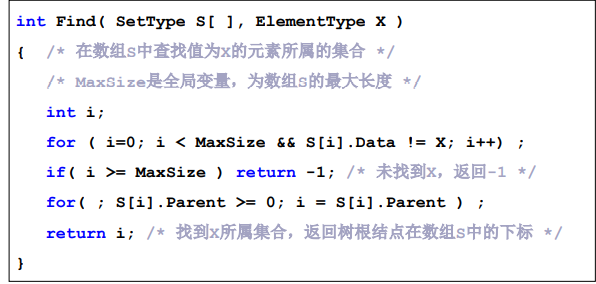 int Find( SetType S[ ], ElementType X )
{ /* 在数组S中查找值为X的元素所属的集合 */
/* MaxSize是全局变量，为数组S的最大长度 */
int i;
for ( i=0; i < MaxSize && S[i].Data != X; i++) ;
if( i >= MaxSize ) return -1; /* 未找到X，返回-1 */
for( ; S[i].Parent >= 0; i = S[i].Parent ) ;
return i; /* 找到X所属集合，返回树根结点在数组S中的下标 */
}